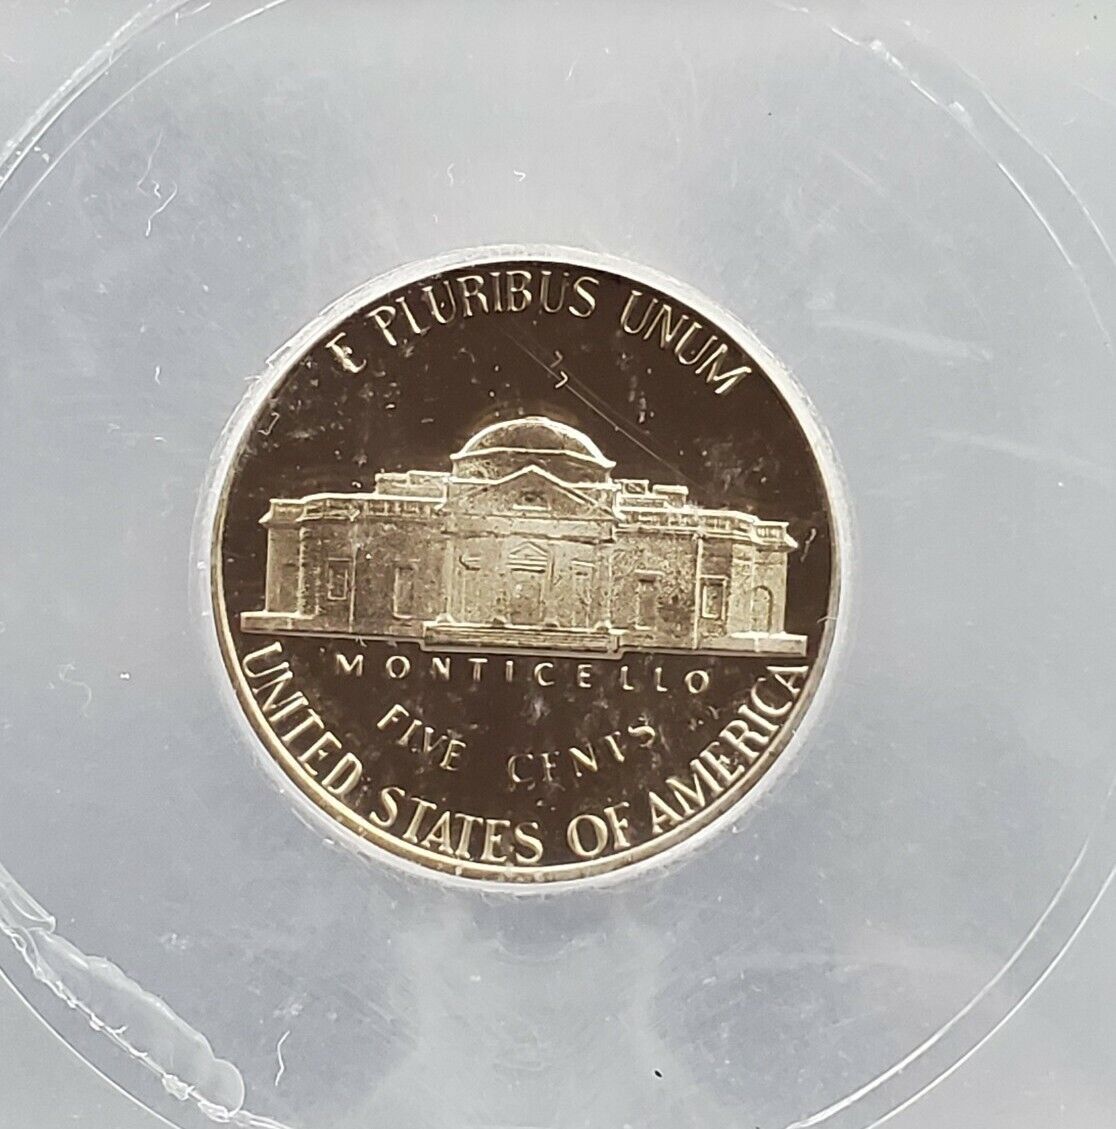 E PLURIBUS UNUM
MONTICELLO
FIVE CENTS
UNITED STATES OF AMERICA